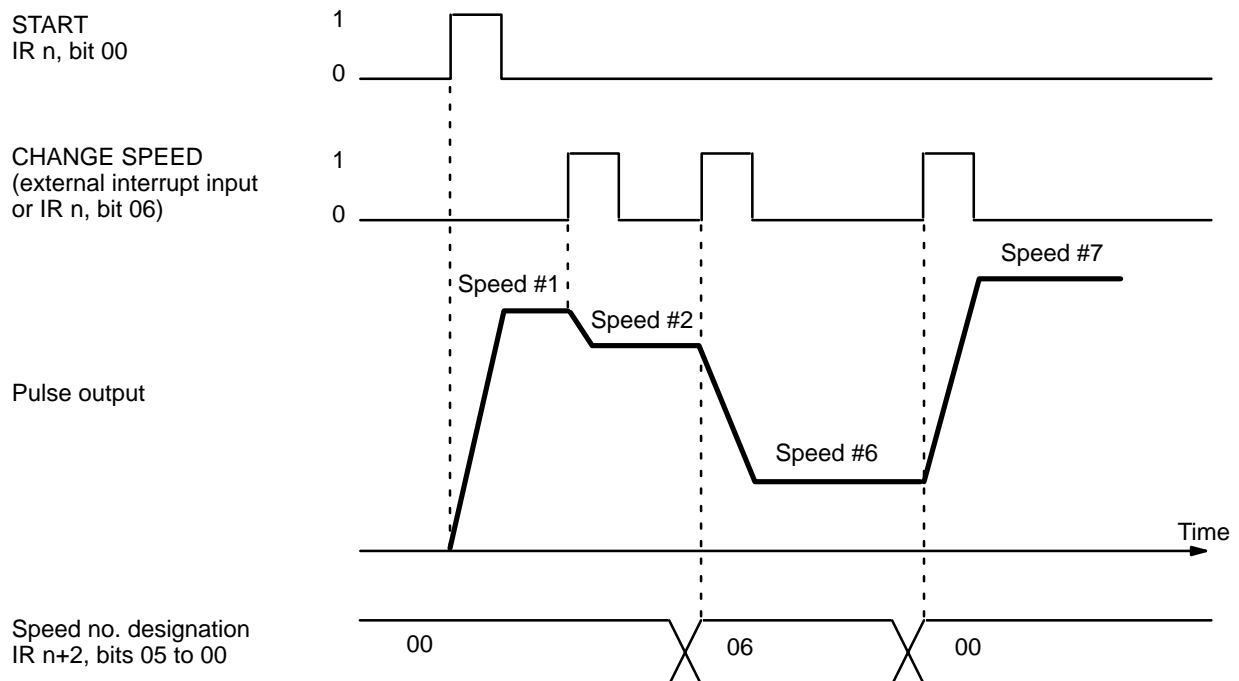 START
IR n, bit 00
1
0
CHANGE SPEED
(external interrupt input
or IR n, bit 06)
1
0
Speed #7
Speed #1
Speed #2
Pulse output
Speed #6
Time
Speed no. designation
IR n+2, bits 05 to 00
00
06
00